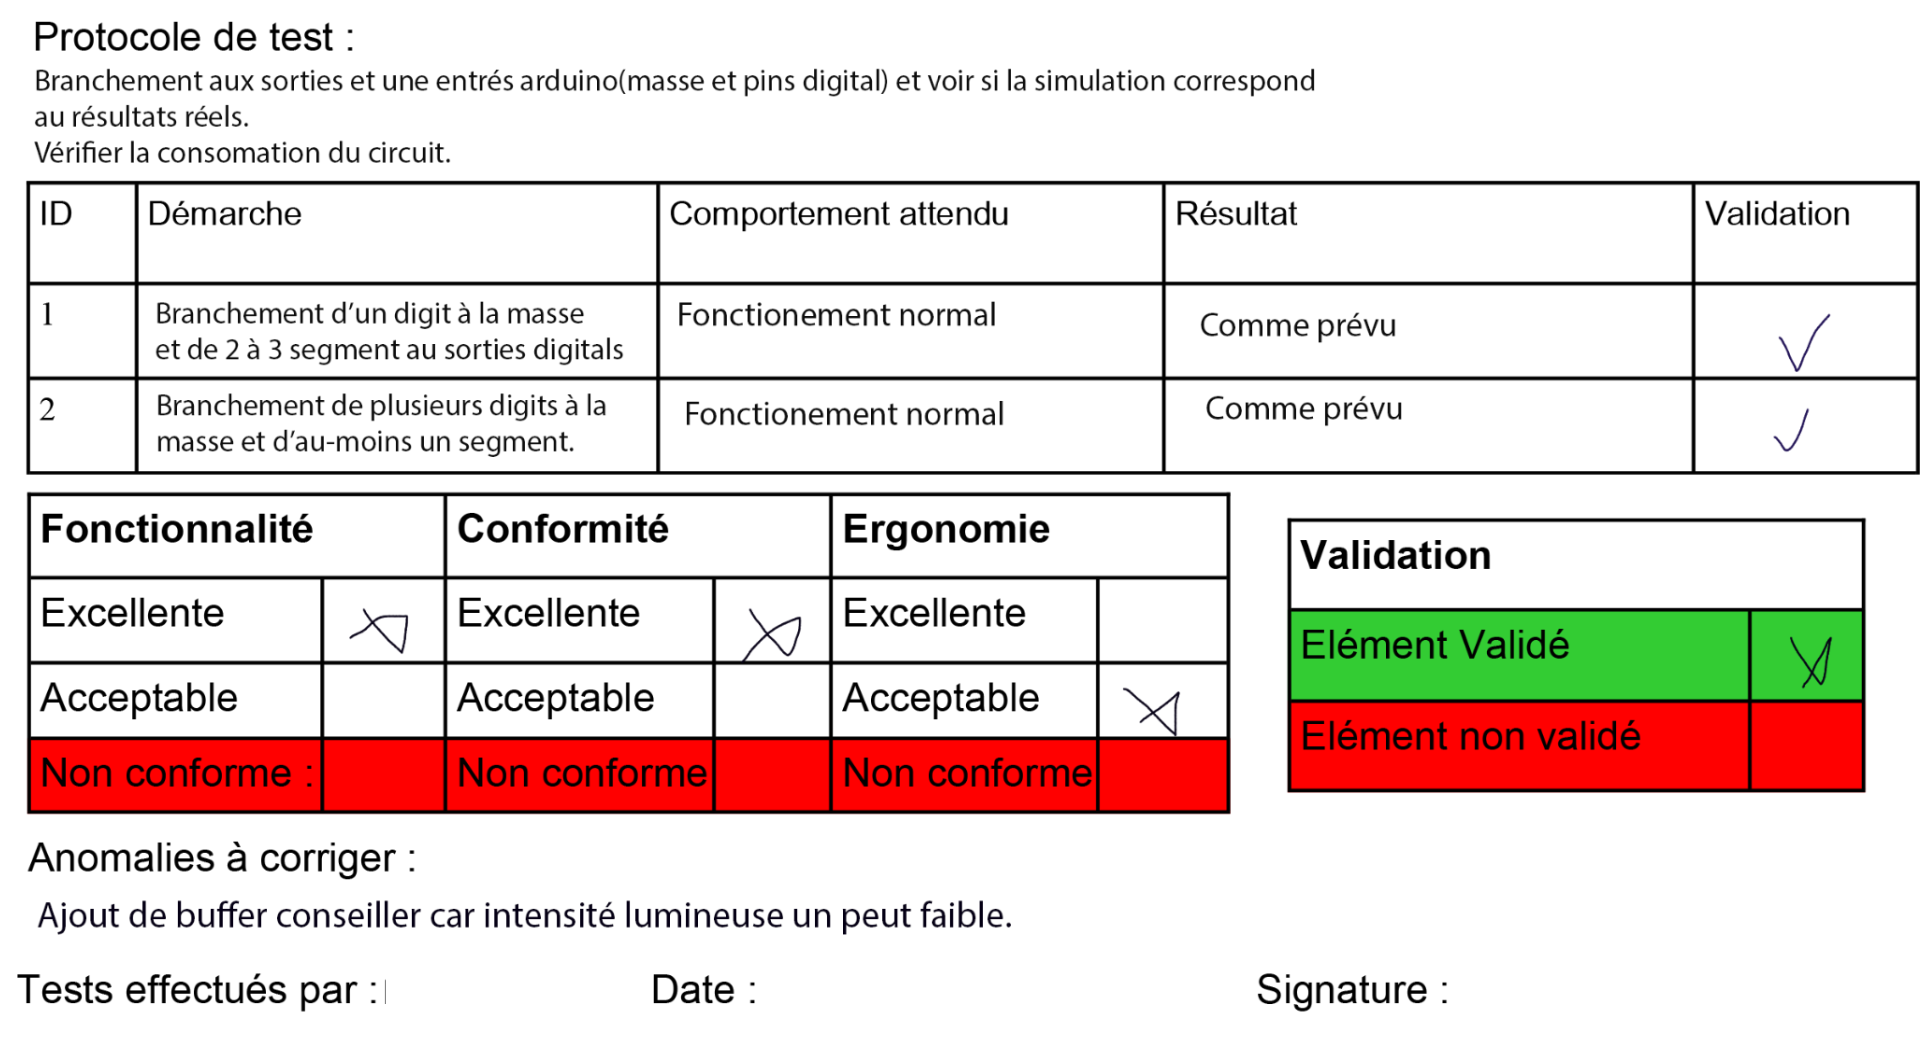 Protocole de test :
Branchement aux sorties et une entrés arduino(masse et pins digital) et voir si la simulation correspond
au résultats réels.
Vérifier la consomation du circuit.
ID Démarche Comportement attendu Résultat Validation
1 Branchement d'un digit à la masse Fonctionement normal Comme prévu
et de 2 à 3 segment au sorties digitals
2 Branchement de plusieurs digits à la Fonctionement normal Comme prévu
masse et d'au-moins un segment.
Fonctionnalité Conformité Ergonomie
Excellente Excellente Excellente
Acceptable Acceptable Acceptable
Non conforme : Non conforme Non conforme
Validation
Elément Validé
Elément non validé
Anomalies à corriger :
Ajout de buffer conseiller car intensité lumineuse un peut faible.
Tests effectués par : Date : Signature :